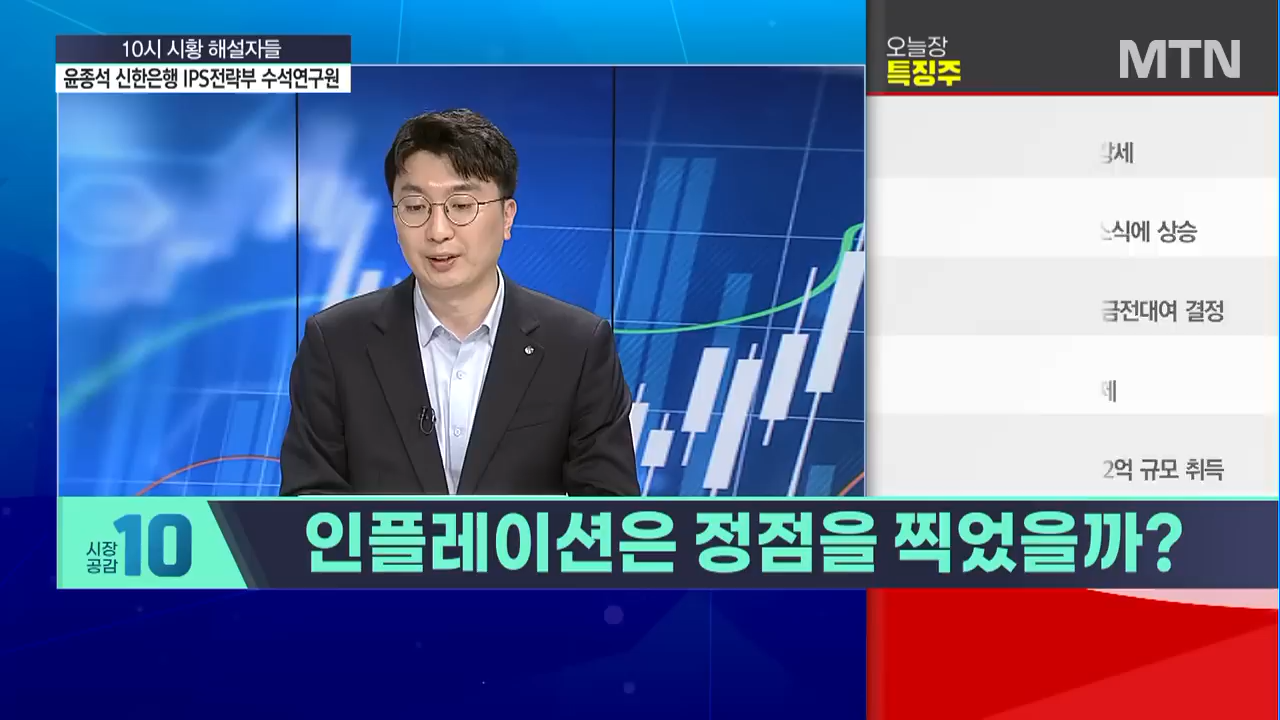 10시 시황 해설자들
윤종석 신한은행 IPS전략부 수석연구원
오늘장
특징주
MTN
상승
금전대여 결정
2억 규모 취득
시장
공감
10
인플레이션은 정점을 찍었을까?